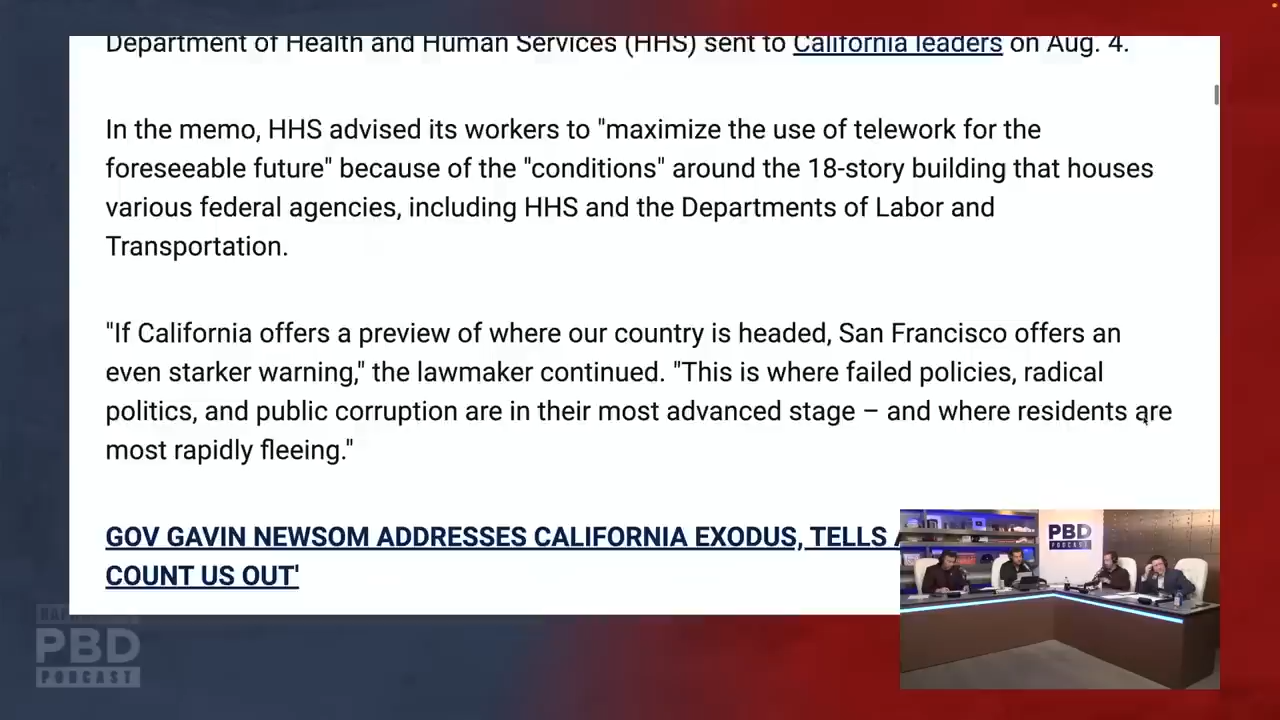 Department of Health and Human Services (HHS) sent to California leaders on Aug. 4.
In the memo, HHS advised its workers to "maximize the use of telework for the
foreseeable future" because of the "conditions" around the 18-story building that houses
various federal agencies, including HHS and the Departments of Labor and
Transportation.
"If California offers a preview of where our country is headed, San Francisco offers an
even starker warning," the lawmaker continued. "This is where failed policies, radical
politics, and public corruption are in their most advanced stage – and where residents are
most rapidly fleeing."
GOV GAVIN NEWSOM ADDRESSES CALIFORNIA EXODUS, TELLS
COUNT US OUT'
PBD
PODCAST
PBD
PODCAST